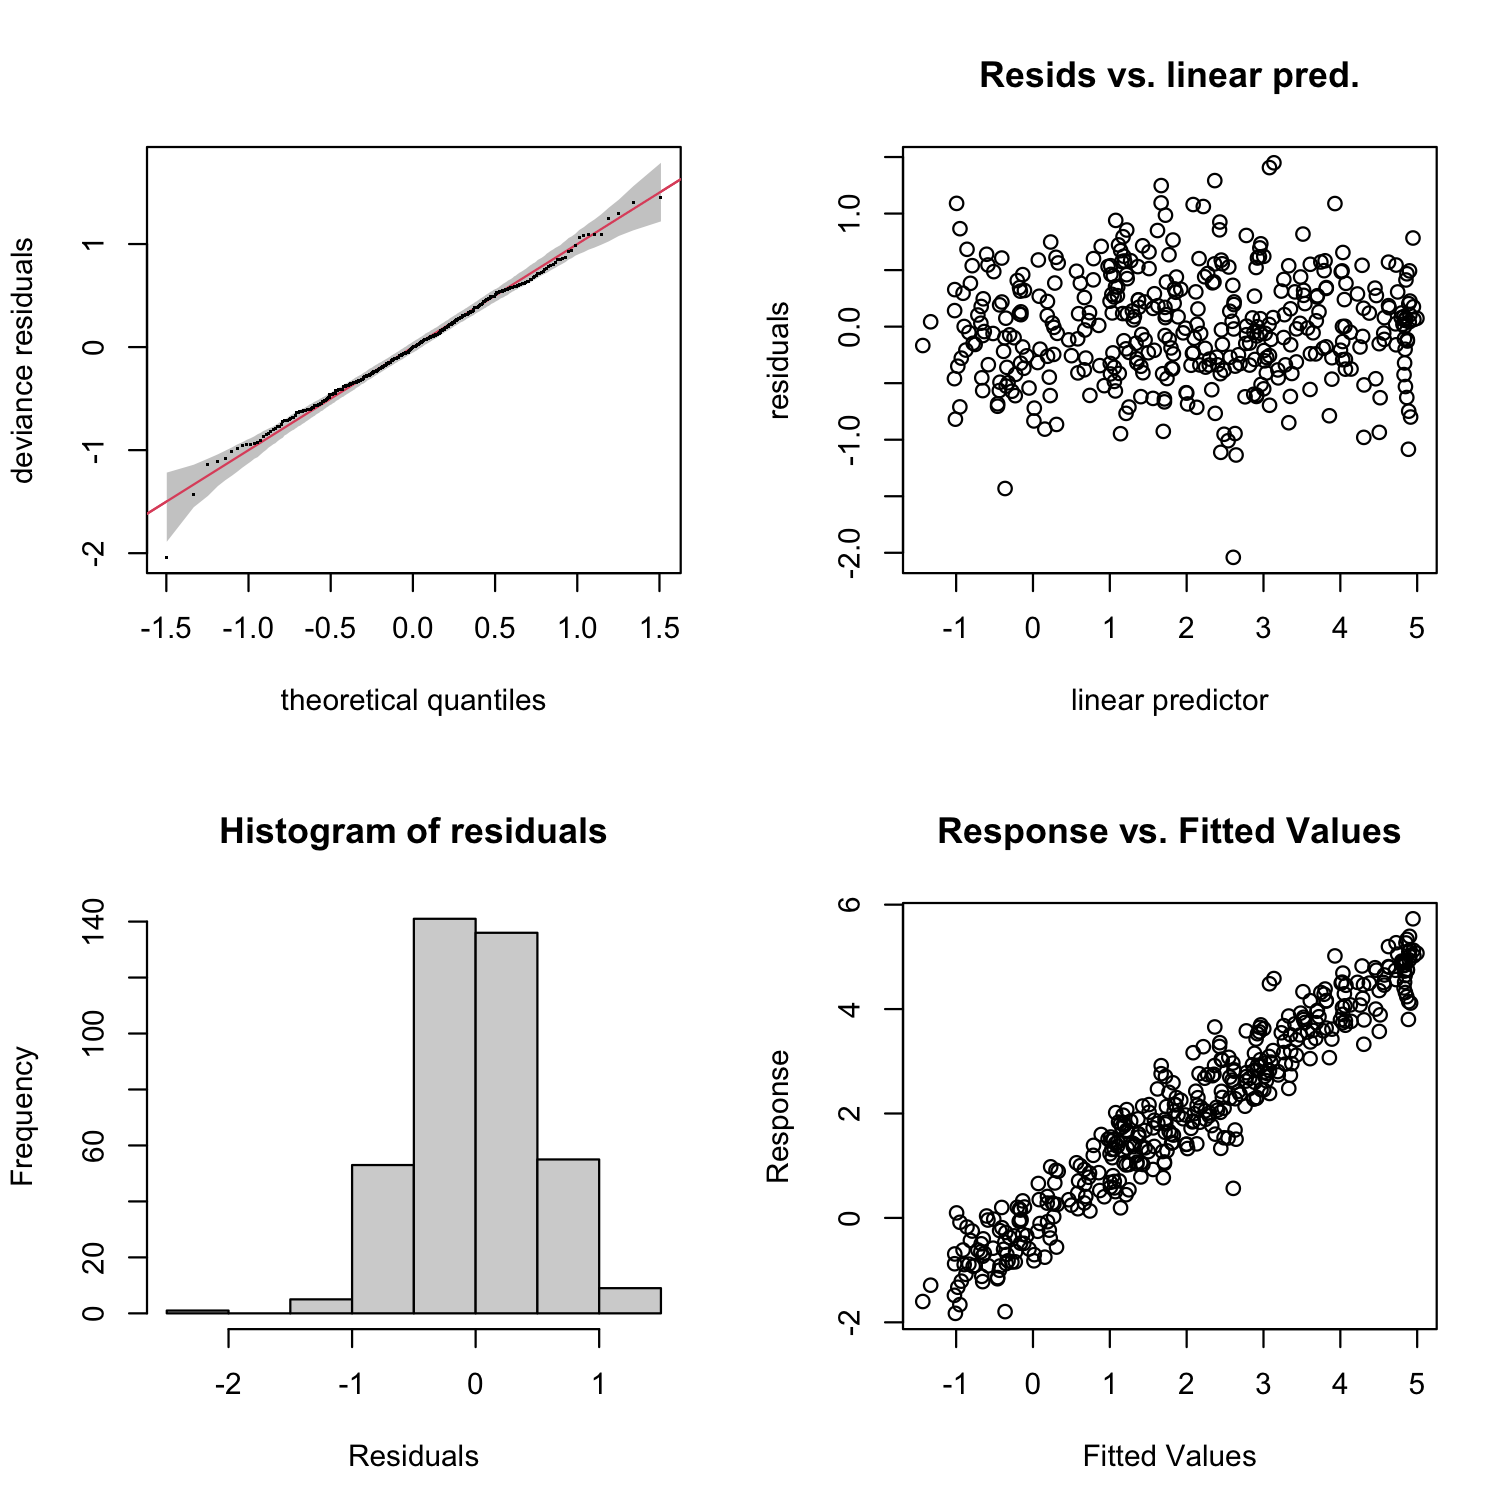 deviance residuals
1
0
-1
-2
-1.5 -1.0 -0.5 0.0 0.5 1.0 1.5
theoretical quantiles
Resids vs. linear pred.
residuals
1.0
0.0
-1.0
-2.0
-1 0 1 2 3 4 5
linear predictor
Histogram of residuals
Frequency
140
100
60
20
0
-2 -1 0 1
Residuals
Response vs. Fitted Values
Response
6
4
2
0
-2
-1 0 1 2 3 4 5
Fitted Values